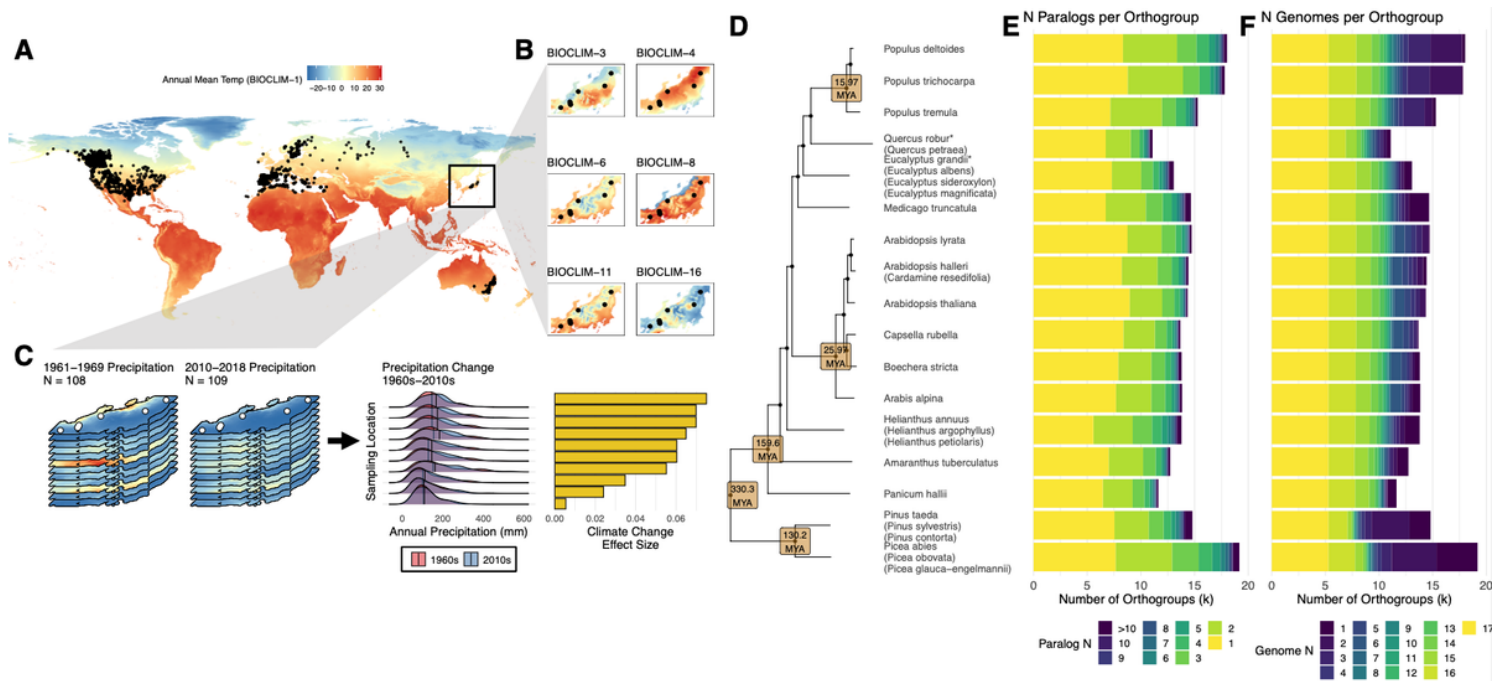 A
Annual Mean Temp (BIOCLIM−1)
−20−10 0 10 20 30
B
BIOCLIM−3
BIOCLIM−4
BIOCLIM−6
BIOCLIM−8
BIOCLIM−11
BIOCLIM−16
C
1961−1969 Precipitation
N = 108
2010−2018 Precipitation
N = 109
Precipitation Change
1960s−2010s
Sampling Location
0 200 400 600
Annual Precipitation (mm)
1960s 2010s
0.00 0.02 0.04 0.06
Climate Change
Effect Size
D
Populus deltoides
15.97
MYA
Populus trichocarpa
Populus tremula
Quercus robur*
(Quercus petraea)
Eucalyptus grandii*
(Eucalyptus albens)
(Eucalyptus sideroxylon)
(Eucalyptus magnificata)
Medicago truncatula
Arabidopsis lyrata
Arabidopsis halleri
(Cardamine resedifolia)
Arabidopsis thaliana
Capsella rubella
25.97
MYA
Boechera stricta
Arabis alpina
Helianthus annuus
(Helianthus argophyllus)
(Helianthus petiolaris)
159.6
MYA
Amaranthus tuberculatus
330.3
MYA
Panicum hallii
Pinus taeda
(Pinus sylvestris)
(Pinus contorta)
130.2
MYA
Picea abies
(Picea obovata)
(Picea glauca−engelmannii)
E
N Paralogs per Orthogroup
0 5 10 15 20
Number of Orthogroups (k)
Paralog N
>10 8 5 2
10 7 4 1
9 6 3
F
N Genomes per Orthogroup
0 5 10 15 20
Number of Orthogroups (k)
Genome N
1 5 9 13 17
2 6 10 14
3 7 11 15
4 8 12 16